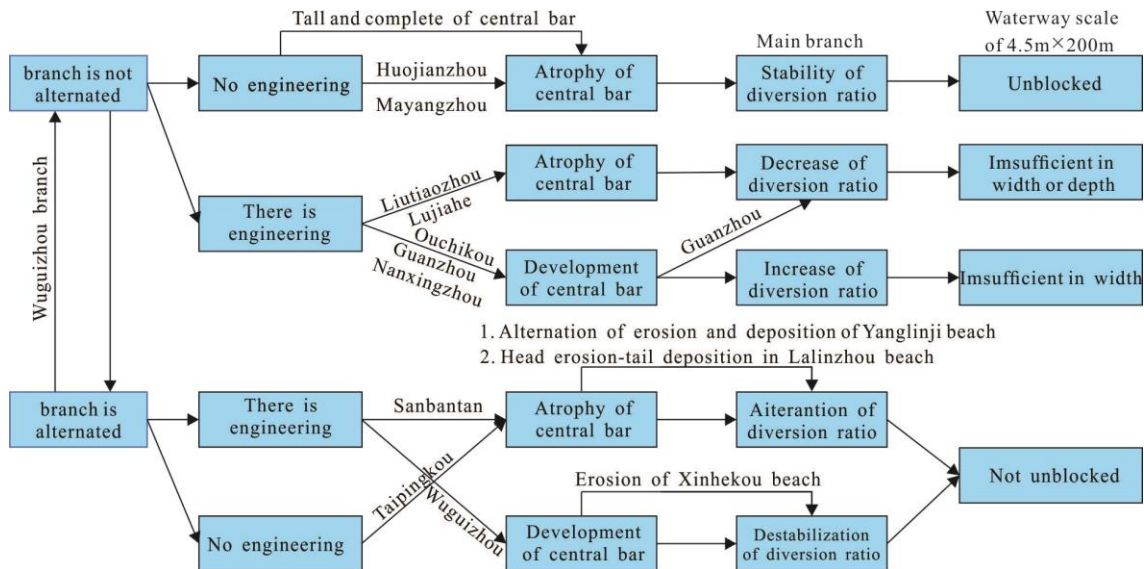 Tall and complete of central bar
Waterway scale
of 4.5m×200m
Main branch
branch is not
alternated
No engineering
Huojianzhou
Mayangzhou
Atrophy of
central bar
Stability of
diversion ratio
Unblocked
Wuguizhou branch
There is
engineering
Liutiaozhou
Lujiahe
Ouchikou
Guanzhou
Nanxingzhou
Atrophy of
central bar
Decrease of
diversion ratio
Imsufficient in
width or depth
Guanzhou
Development
of central bar
Increase of
diversion ratio
Imsufficient in width
1. Alternation of erosion and deposition of Yanglinji beach
2. Head erosion-tail deposition in Lalinzhou beach
branch is
alternated
There is
engineering
Sanbantan
Atrophy of
central bar
Aiterantion of
diversion ratio
Not unblocked
Taipingkou
Wuguizhou
Erosion of Xinhekou beach
No engineering
Development
of central bar
Destabilization
of diversion ratio